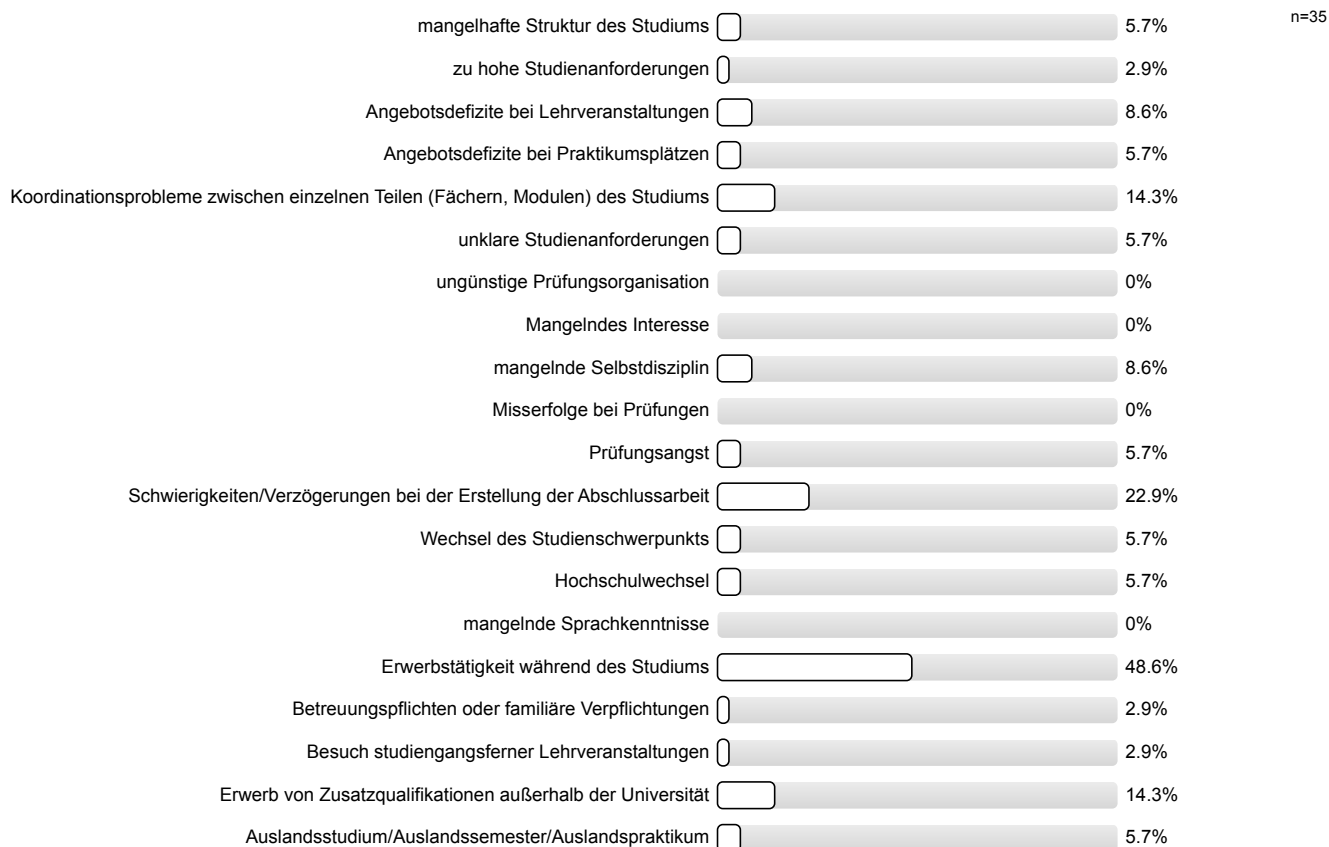 n=35
mangelhafte Struktur des Studiums 5.7%
zu hohe Studienanforderungen 2.9%
Angebotsdefizite bei Lehrveranstaltungen 8.6%
Angebotsdefizite bei Praktikumsplätzen 5.7%
Koordinationsprobleme zwischen einzelnen Teilen (Fächern, Modulen) des Studiums 14.3%
unklare Studienanforderungen 5.7%
ungünstige Prüfungsorganisation 0%
Mangelndes Interesse 0%
mangelnde Selbstdisziplin 8.6%
Misserfolge bei Prüfungen 0%
Prüfungsangst 5.7%
Schwierigkeiten/Verzögerungen bei der Erstellung der Abschlussarbeit 22.9%
Wechsel des Studienschwerpunkts 5.7%
Hochschulwechsel 5.7%
mangelnde Sprachkenntnisse 0%
Erwerbstätigkeit während des Studiums 48.6%
Betreuungspflichten oder familiäre Verpflichtungen 2.9%
Besuch studiengangsferner Lehrveranstaltungen 2.9%
Erwerb von Zusatzqualifikationen außerhalb der Universität 14.3%
Auslandsstudium/Auslandssemester/Auslandspraktikum 5.7%